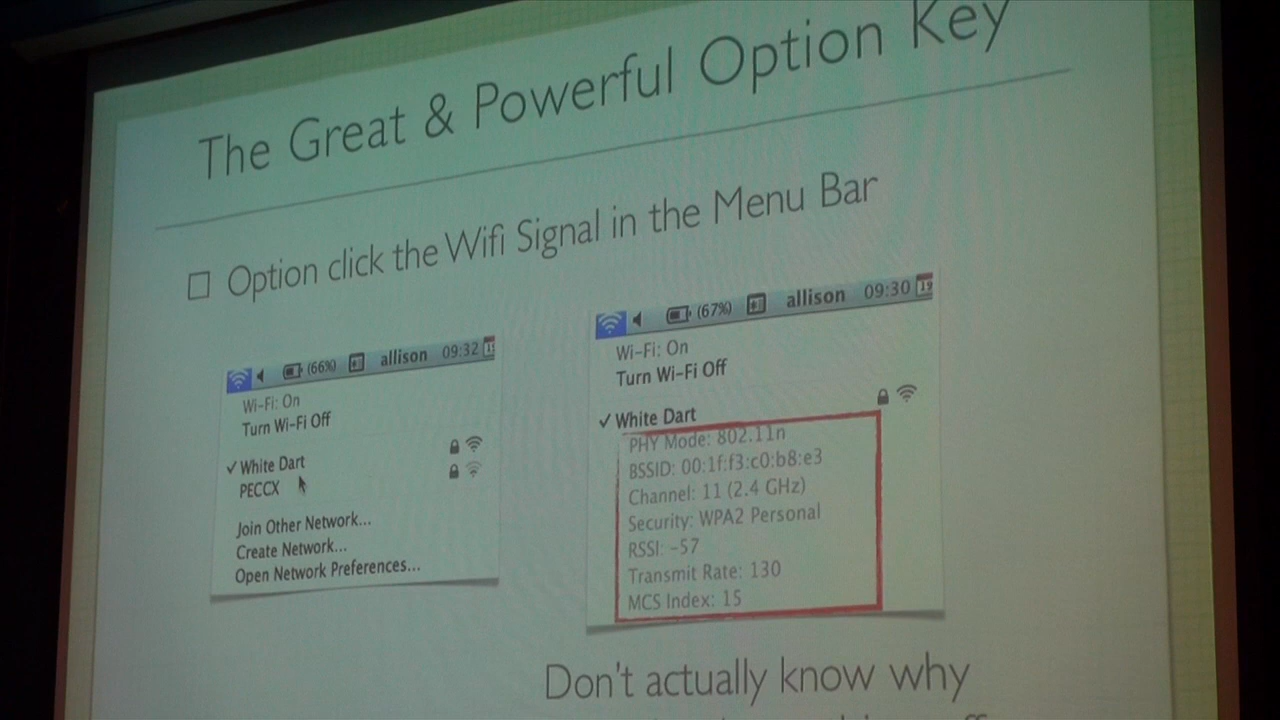 The Great & Powerful Option Key
Option click the Wifi Signal in the Menu Bar
(66%) allison 09:32
Wi-Fi: On
Turn Wi-Fi Off
✓ White Dart
PECCX
Join Other Network...
Create Network...
Open Network Preferences...
(67%) allison 09:30 19
Wi-Fi: On
Turn Wi-Fi Off
✓ White Dart
PHY Mode: 802.11n
BSSID: 00:1f:f3:c0:b8:e3
Channel: 11 (2.4 GHz)
Security: WPA2 Personal
RSSI: -57
Transmit Rate: 130
MCS Index: 15
Don't actually know why